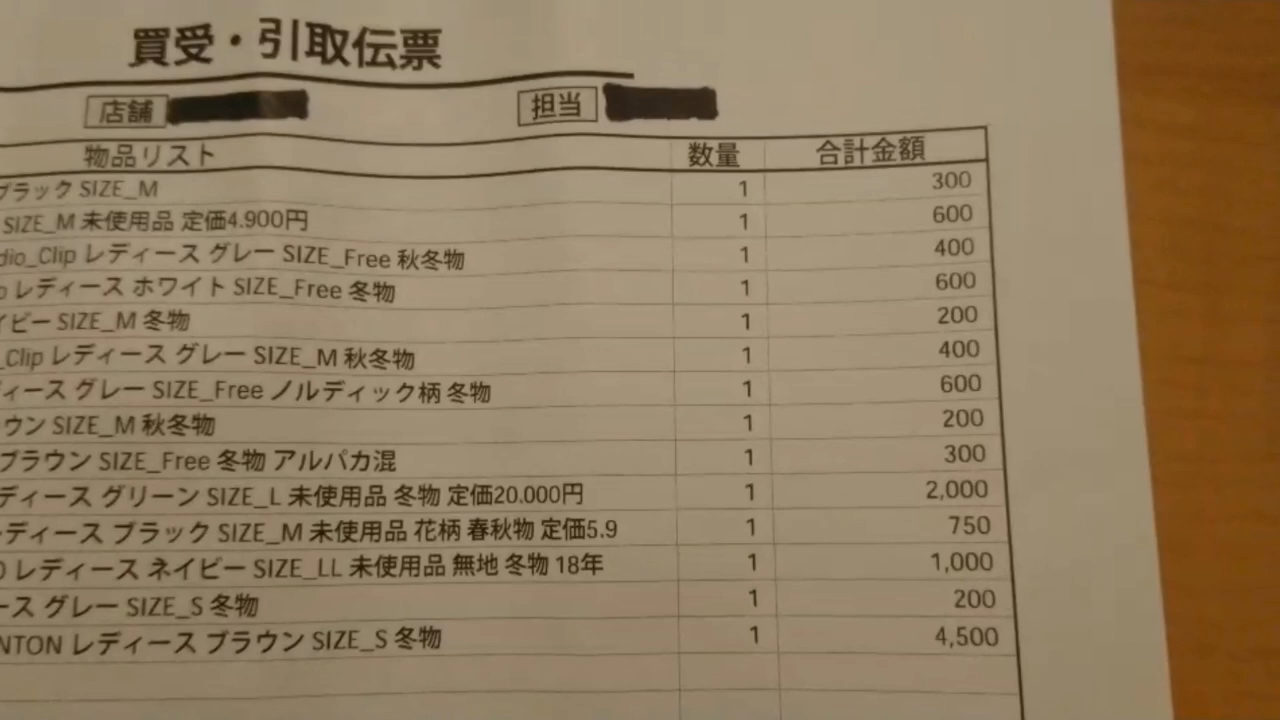 買受・引取伝票
店舗 担当
物品リスト 数量 合計金額
ブラック SIZE_M 1 300
SIZE_M 未使用品 定価4.900円 1 600
dio_Clip レディース グレー SIZE_Free 秋冬物 1 400
レディース ホワイト SIZE_Free 冬物 1 600
イビー SIZE_M 冬物 1 200
_Clip レディース グレー SIZE_M 秋冬物 1 400
ディース グレー SIZE_Free ノルディック柄 冬物 1 600
ウン SIZE_M 秋冬物 1 200
ブラウン SIZE_Free 冬物 アルパカ混 1 300
ディース グリーン SIZE_L 未使用品 冬物 定価20.000円 1 2,000
レディース ブラック SIZE_M 未使用品 花柄 春秋物 定価5.9 1 750
レディース ネイビー SIZE_LL 未使用品 無地 冬物 18年 1 1,000
ース グレー SIZE_S 冬物 1 200
NTON レディース ブラウン SIZE_S 冬物 1 4,500